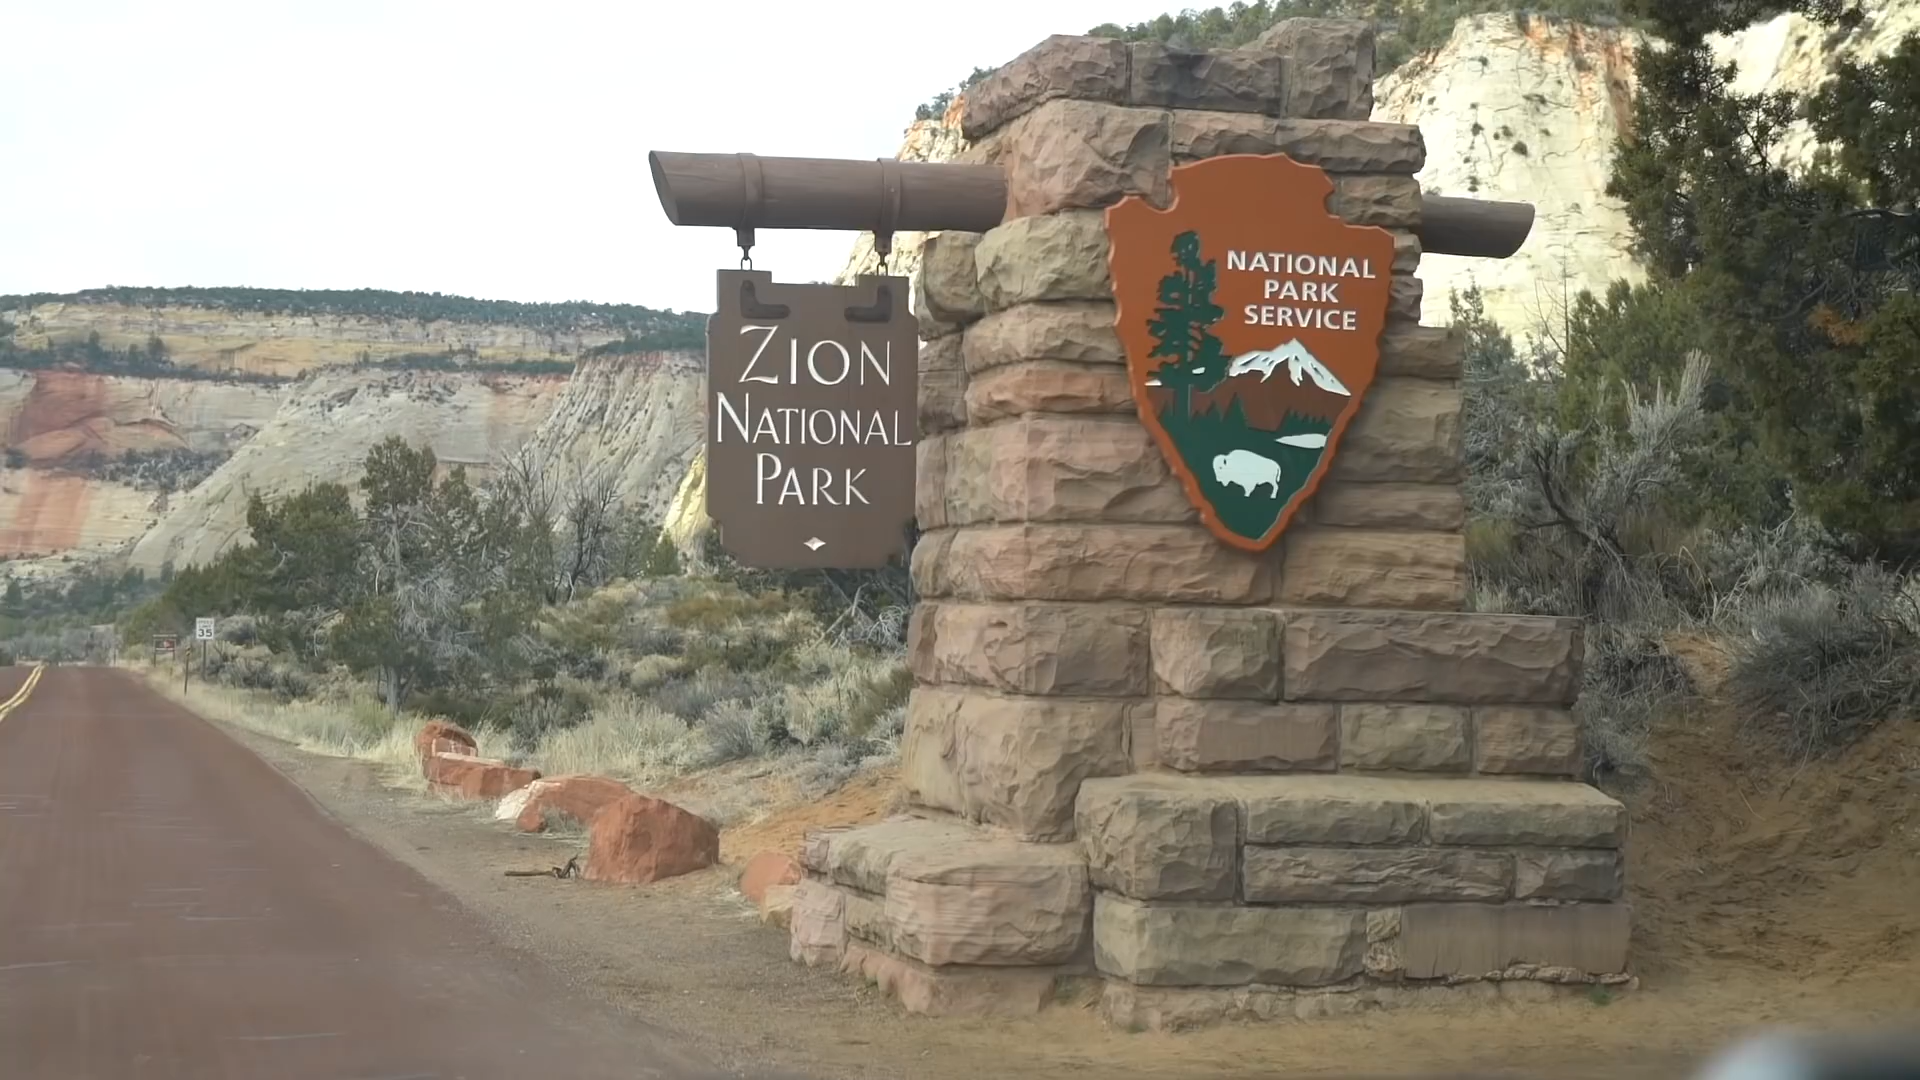 ZION
NATIONAL
PARK
NATIONAL
PARK
SERVICE
35